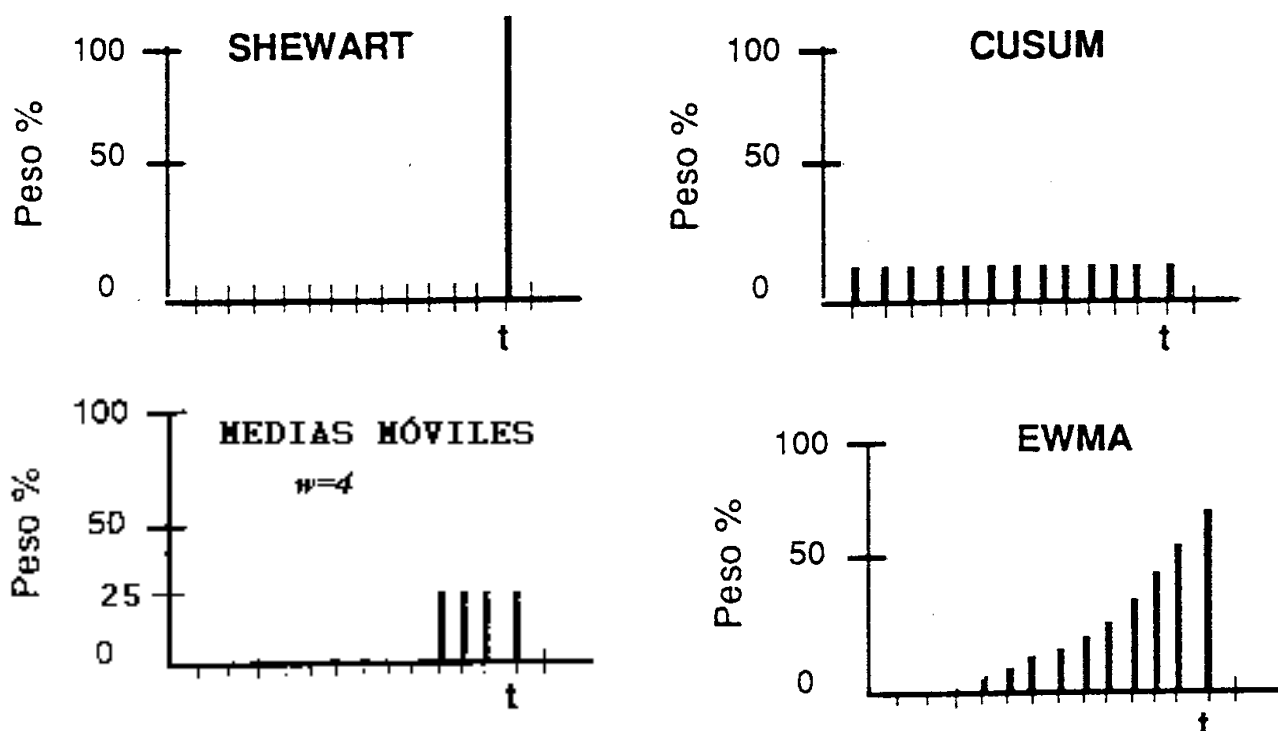 SHEWART
100
50
0
Peso %
t
CUSUM
100
50
0
Peso %
t
MEDIAS MÓVILES
w=4
100
50
25
0
Peso %
t
EWMA
100
50
0
Peso %
t